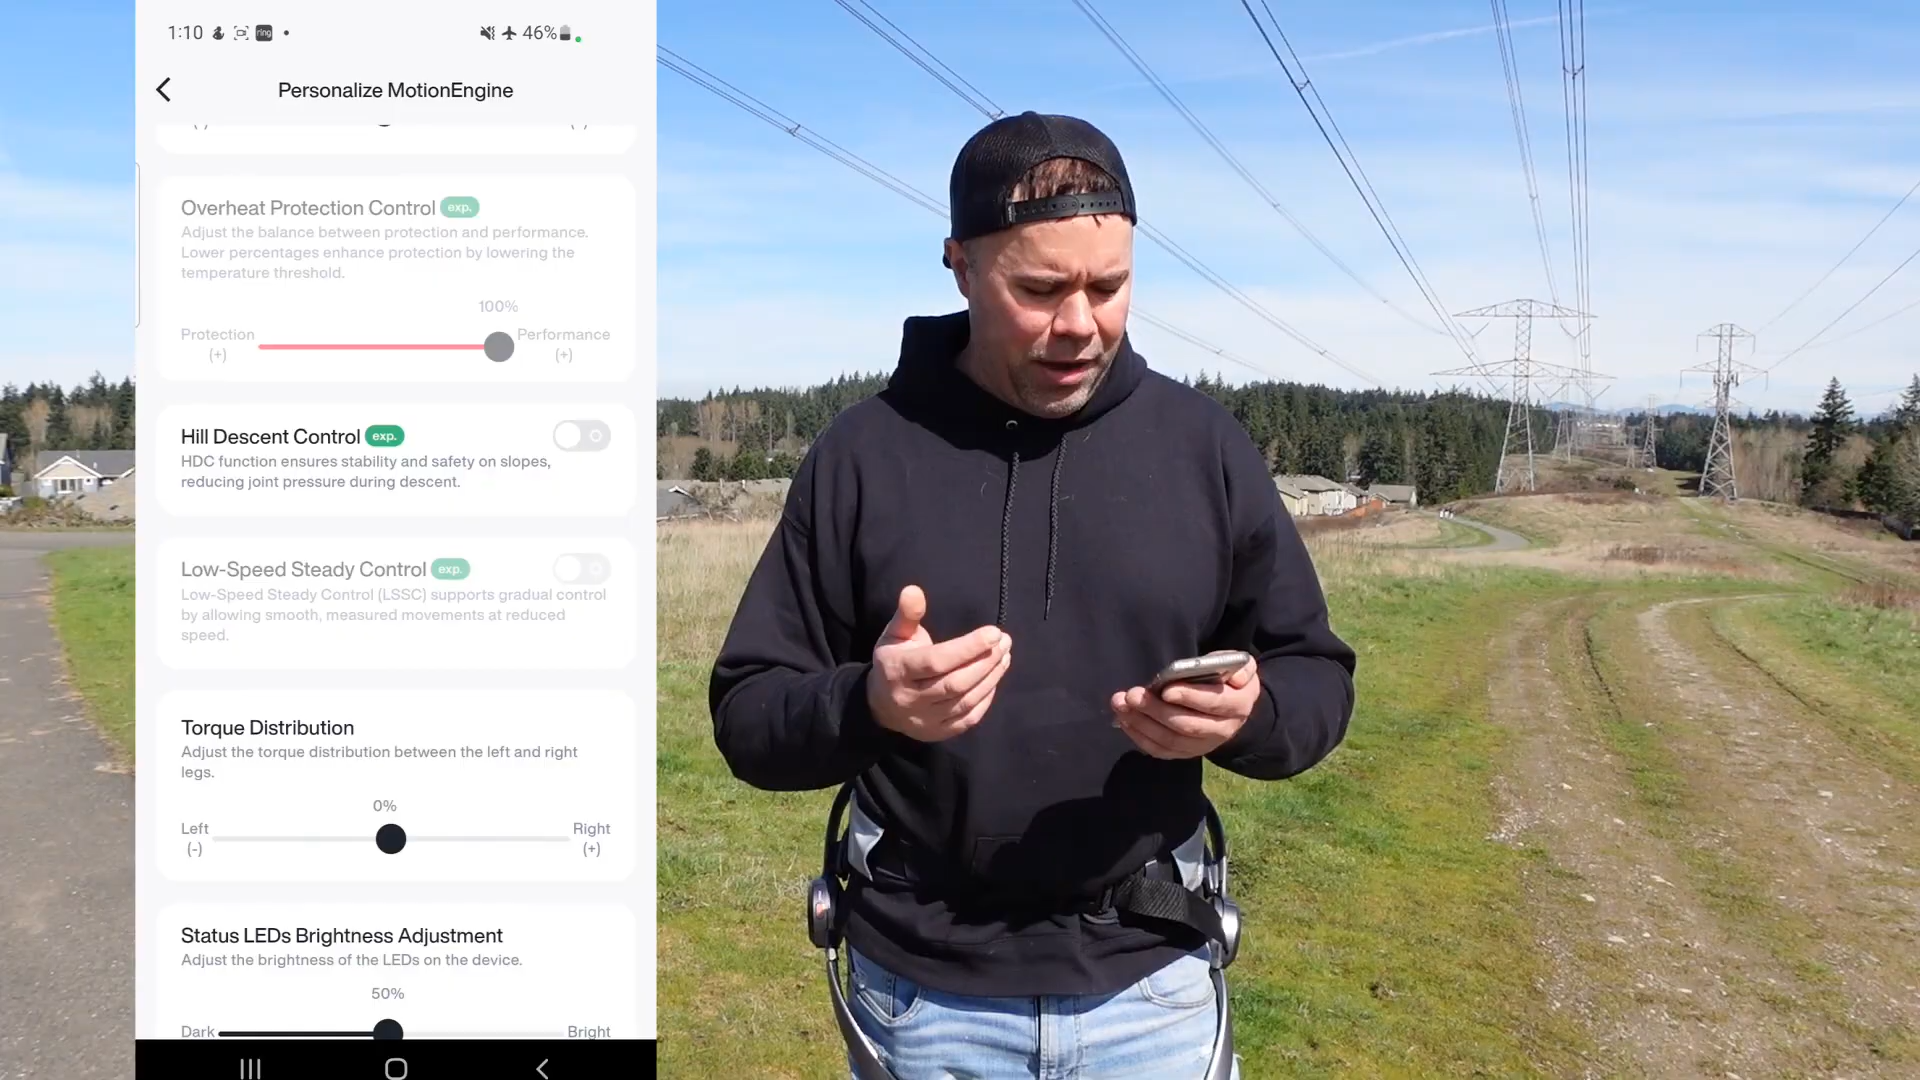 1:10 ring 46%
Personalize MotionEngine
(-) (+)
Overheat Protection Control exp.
Adjust the balance between protection and performance.
Lower percentages enhance protection by lowering the
temperature threshold.
100%
Protection Performance
(+) (+)
Hill Descent Control exp.
HDC function ensures stability and safety on slopes,
reducing joint pressure during descent.
Low-Speed Steady Control exp.
Low-Speed Steady Control (LSSC) supports gradual control
by allowing smooth, measured movements at reduced
speed.
Torque Distribution
Adjust the torque distribution between the left and right
legs.
0%
Left Right
(-) (+)
Status LEDs Brightness Adjustment
Adjust the brightness of the LEDs on the device.
50%
Dark Bright